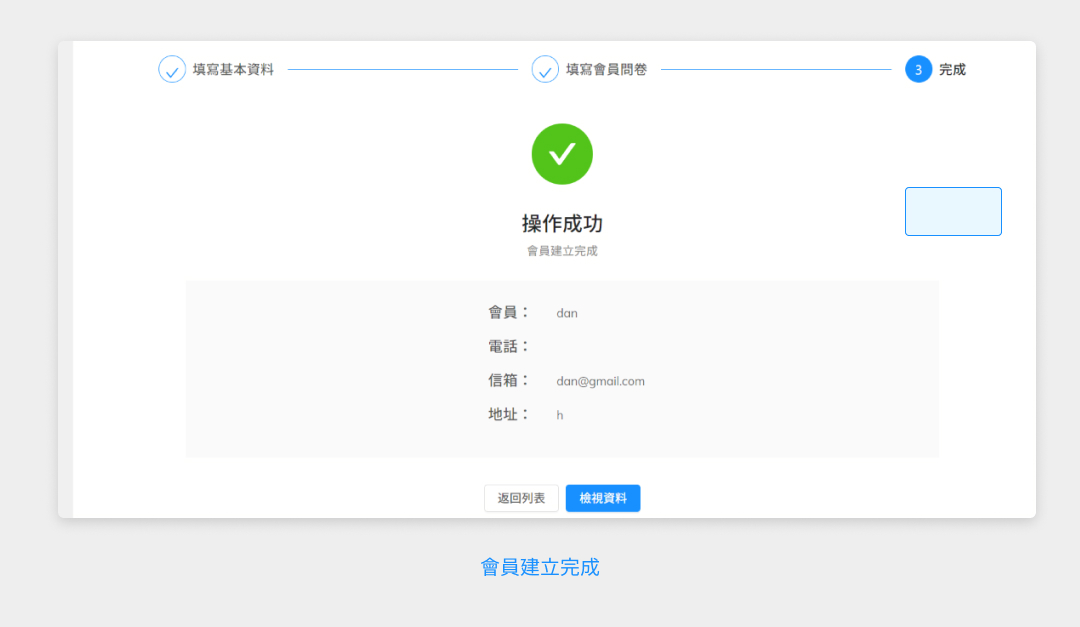 填寫基本資料 填寫會員問卷 3 完成
操作成功
會員建立完成
會員： dan
電話：
信箱： dan@gmail.com
地址： h
返回列表 檢視資料
會員建立完成